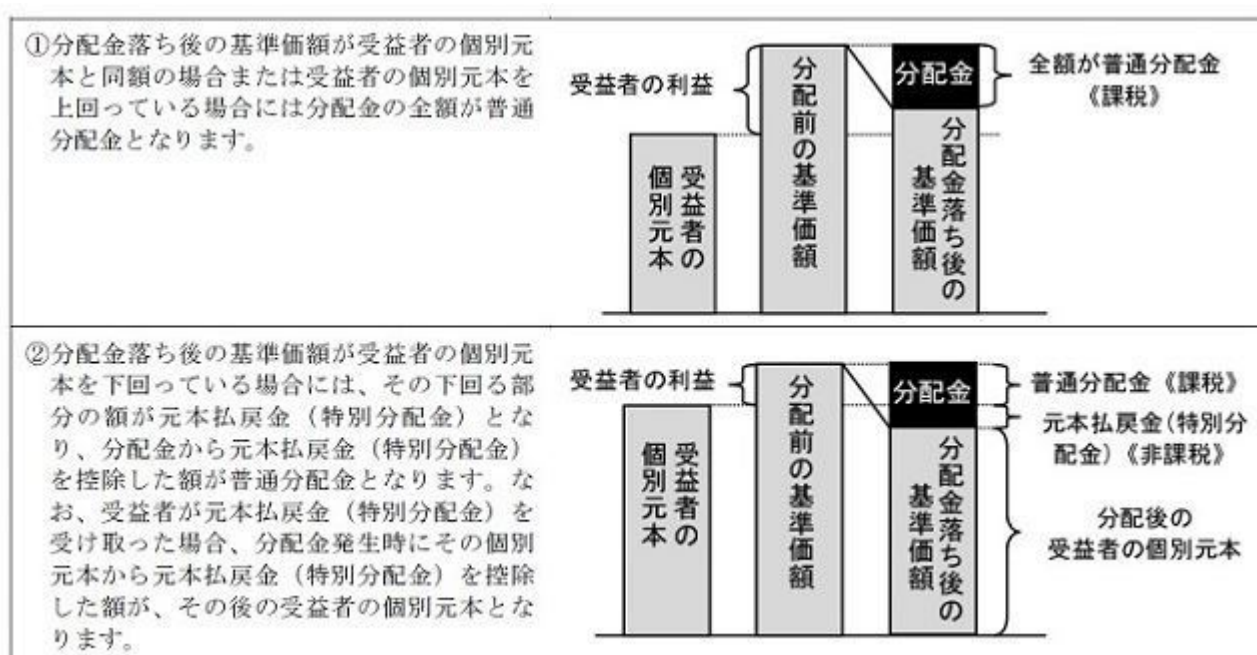 ①分配金落ち後の基準価額が受益者の個別元
本と同額の場合または受益者の個別元本を
上回っている場合には分配金の全額が普通
分配金となります。
受益者の利益
受益者の
個別元本
分配前の基準価額
分配金
分配金落ち後の
基準価額
全額が普通分配金
《課税》
②分配金落ち後の基準価額が受益者の個別元
本を下回っている場合には、その下回る部
分の額が元本払戻金（特別分配金）とな
り、分配金から元本払戻金（特別分配金）
を控除した額が普通分配金となります。な
お、受益者が元本払戻金（特別分配金）を
受け取った場合、分配金発生時にその個別
元本から元本払戻金（特別分配金）を控除
した額が、その後の受益者の個別元本とな
ります。
受益者の利益
受益者の
個別元本
分配前の基準価額
分配金
分配金落ち後の
基準価額
普通分配金《課税》
元本払戻金(特別分
配金)《非課税》
分配後の
受益者の個別元本